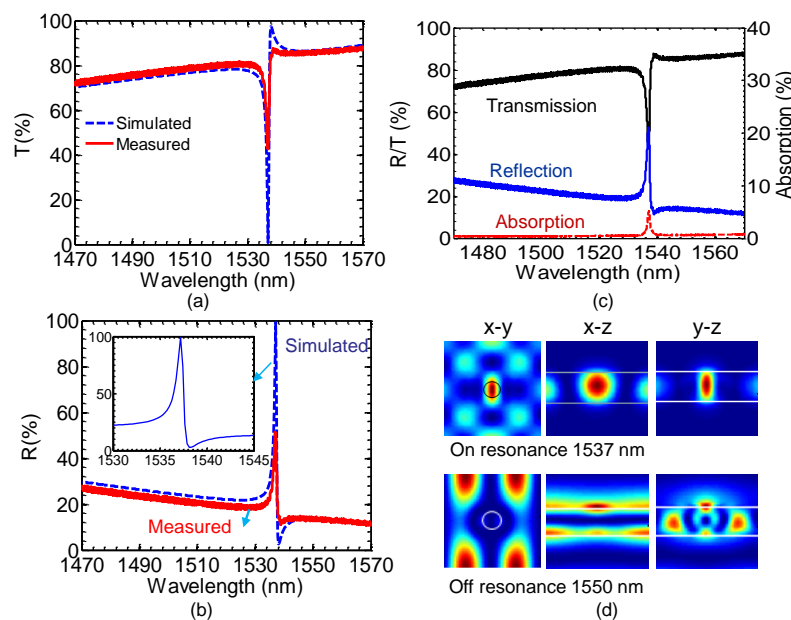 100
80
60
40
20
0
T(%)
Simulated
Measured
1470 1490 1510 1530 1550 1570
Wavelength (nm)
(a)
100
80
60
40
20
0
R/T (%)
40
30
20
10
0
Absorption (%)
Transmission
Reflection
Absorption
1480 1500 1520 1540 1560
Wavelength (nm)
(c)
100
80
60
40
20
0
R(%)
100
50
0
1530 1535 1540 1545
Simulated
Measured
1470 1490 1510 1530 1550 1570
Wavelength (nm)
(b)
x-y x-z y-z
On resonance 1537 nm
Off resonance 1550 nm
(d)